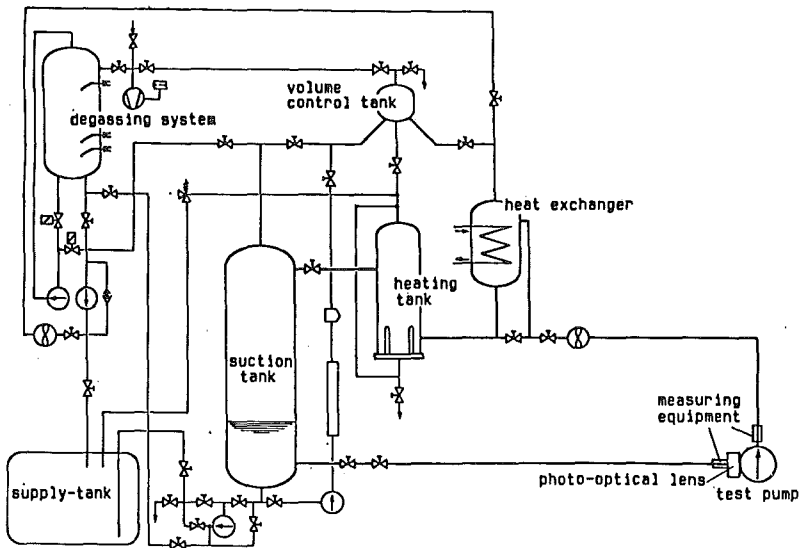 volume
control tank
degassing system
heat exchanger
heating
tank
suction
tank
measuring
equipment
photo-optical lens
test pump
supply-tank